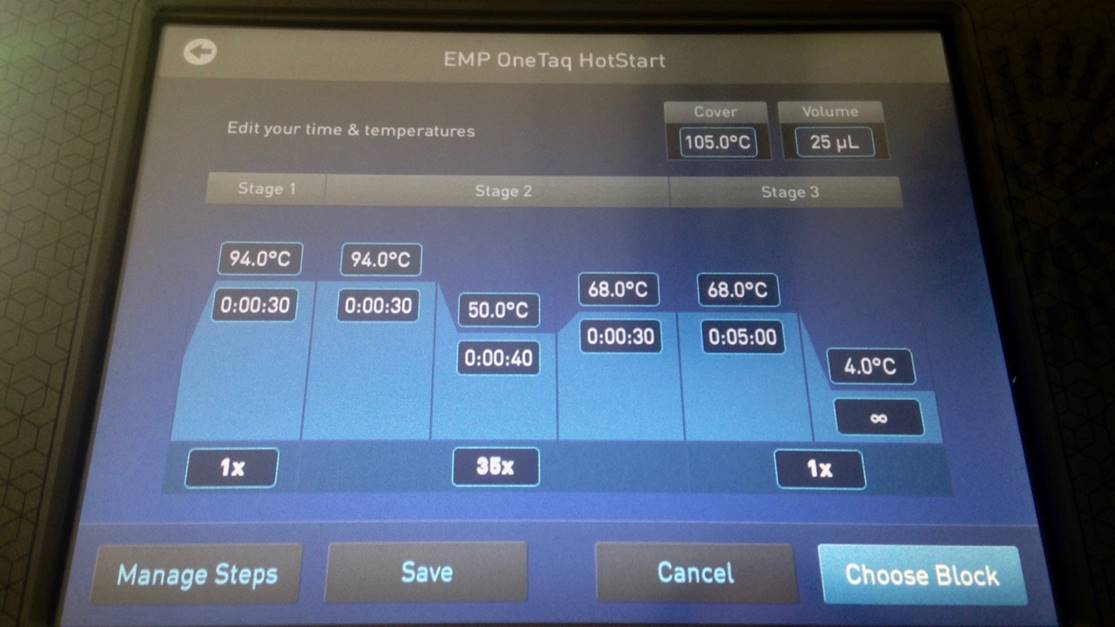 EMP OneTaq HotStart
Edit your time & temperatures
Cover
105.0°C
Volume
25 µL
Stage 1
Stage 2
Stage 3
94.0°C
0:00:30
94.0°C
0:00:30
50.0°C
0:00:40
68.0°C
0:00:30
68.0°C
0:05:00
4.0°C
∞
1x
35x
1x
Manage Steps
Save
Cancel
Choose Block